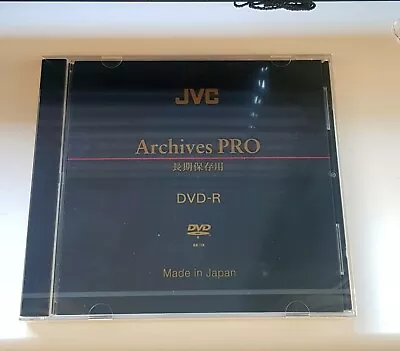 JVC
Archives PRO
長期保存用
DVD-R
DVD
R
Made in Japan